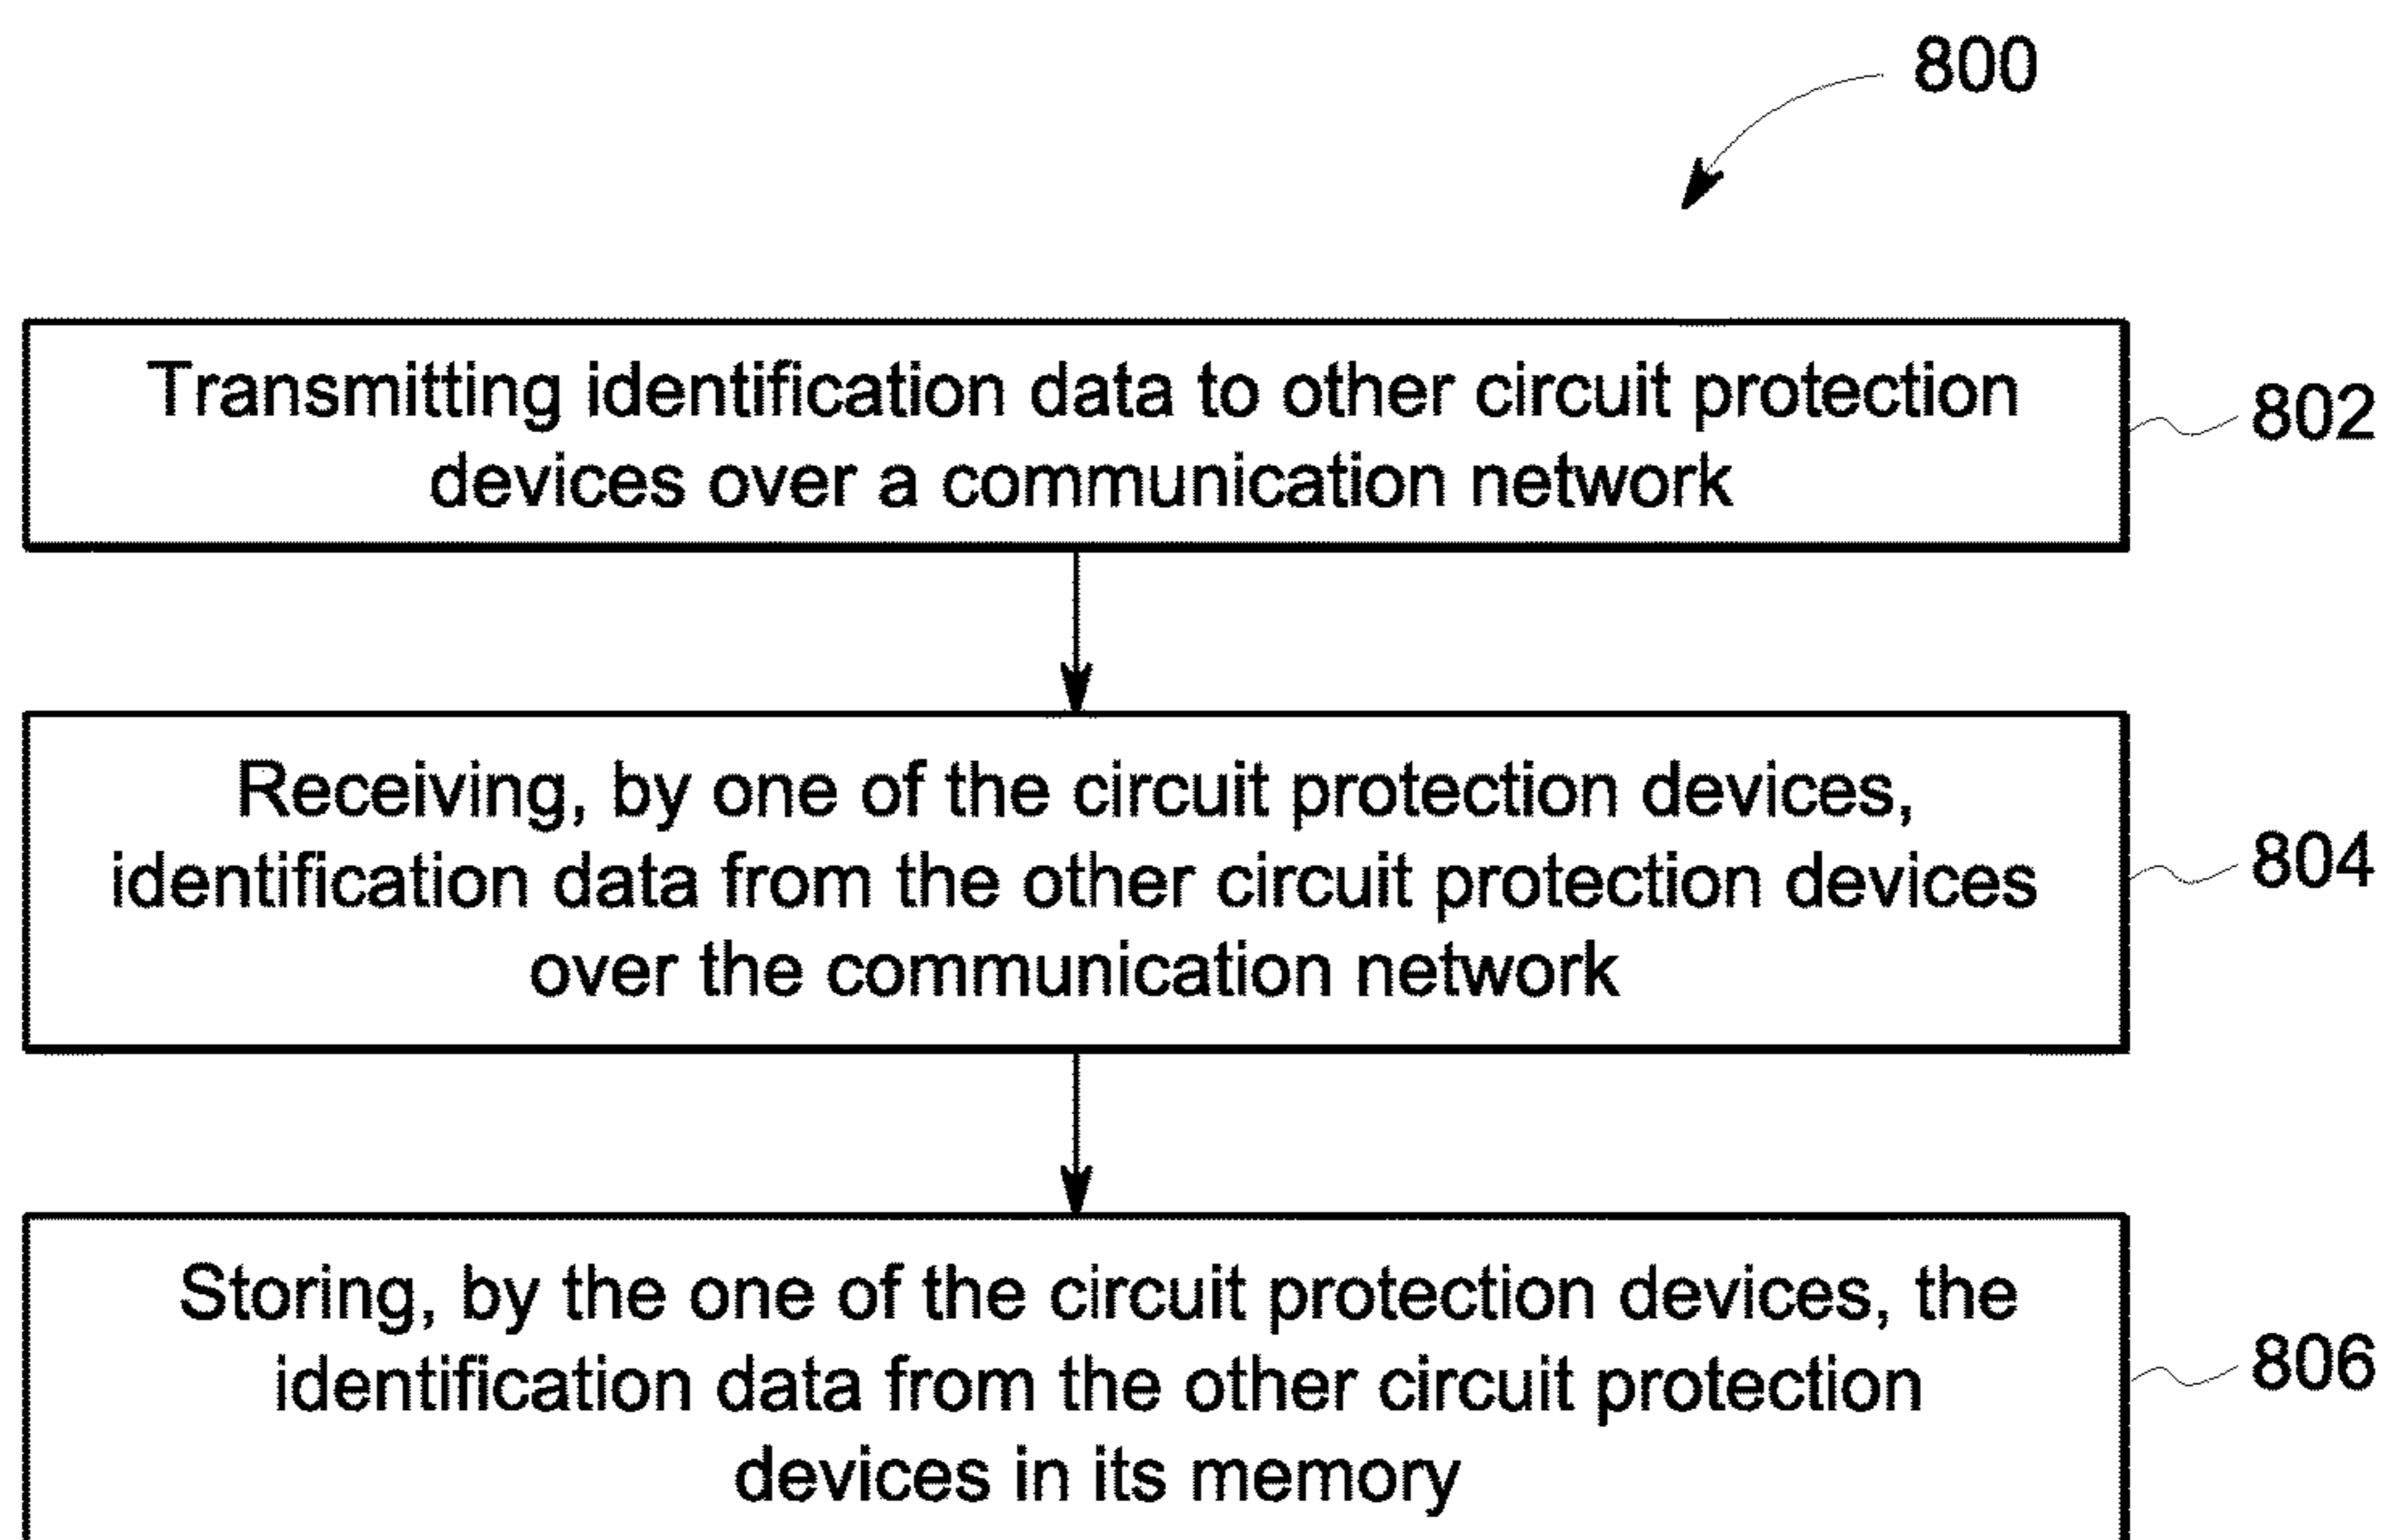 800
Transmitting identification data to other circuit protection
devices over a communication network
802
Receiving, by one of the circuit protection devices,
identification data from the other circuit protection devices
over the communication network
804
Storing, by the one of the circuit protection devices, the
identification data from the other circuit protection
devices in its memory
806